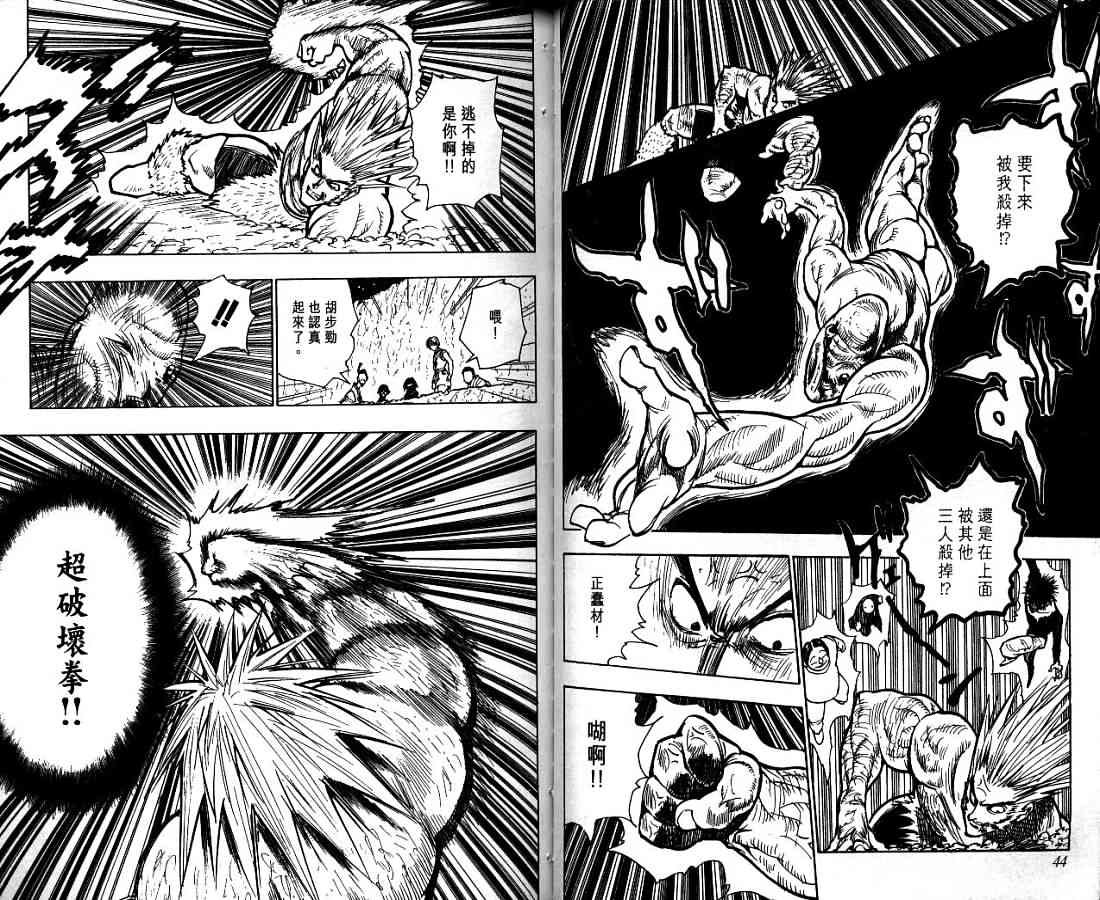 要下來
被我殺掉!?
還是在上面
被其他
三人殺掉!?
正蠢材!
啊!!
44
逃不掉的
是你啊!!
喂!
胡步勁
也認真
起來了。
!!
超破壞拳!!